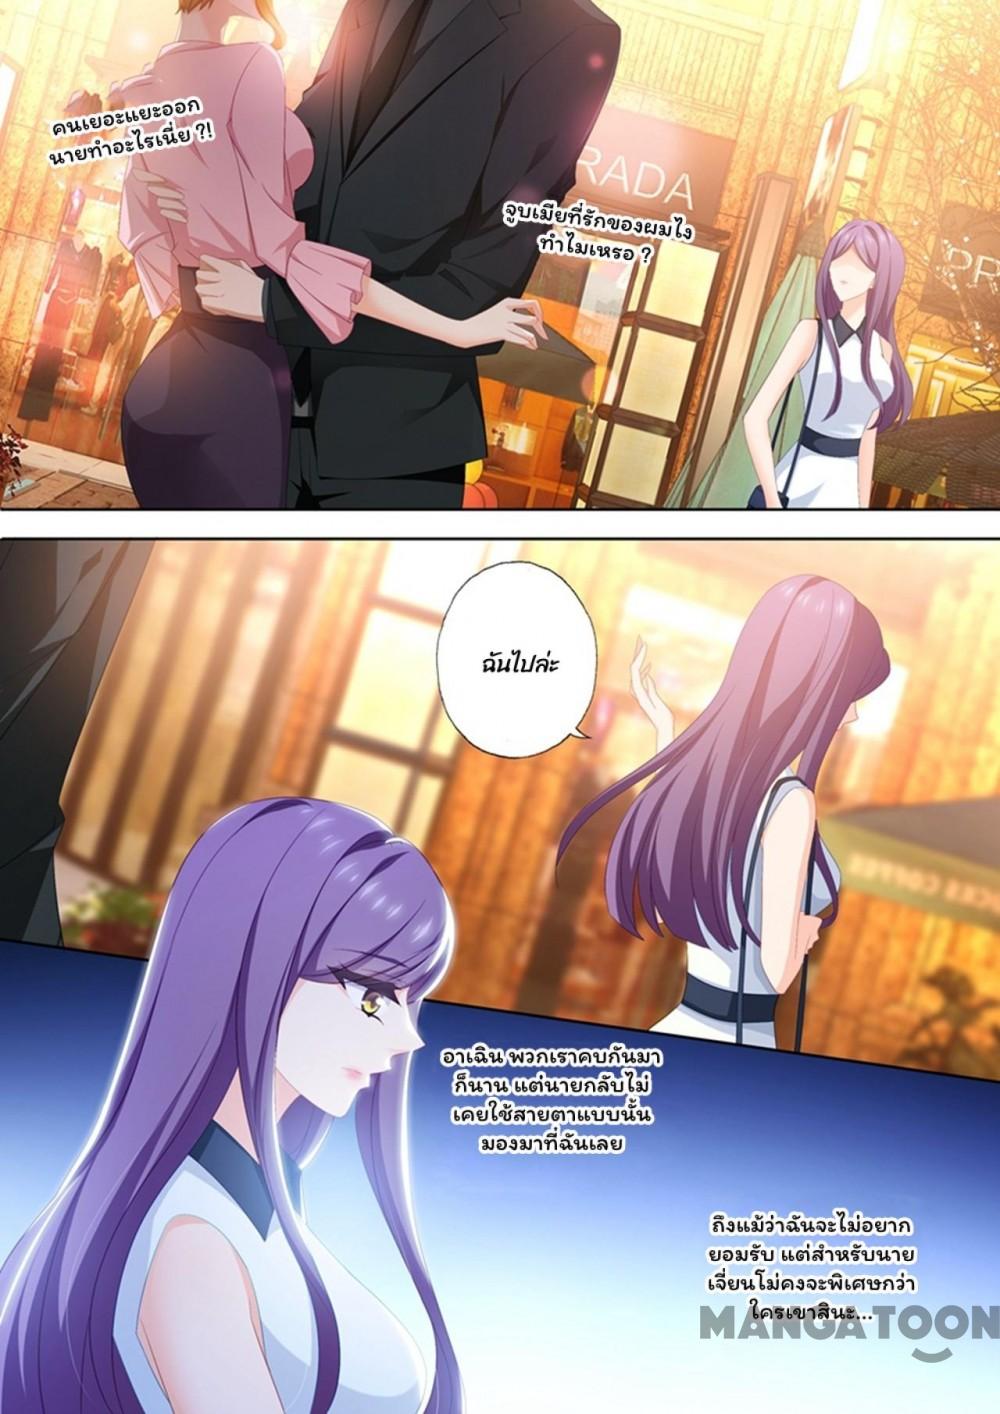 คนเยอะแยะออก
นายทำอะไรเนี่ย ?!
PRADA
จูบเมียที่รักของผมไง
ทำไมเหรอ ?
PR
ฉันไปล่ะ
อาเฉิน พวกเราคบกันมา
ก็นาน แต่นายกลับไม่
เคยใช้สายตาแบบนั้น
มองมาที่ฉันเลย
ถึงแม้ว่าฉันจะไม่อยาก
ยอมรับ แต่สำหรับนาย
เจี่ยนโม่คงจะพิเศษกว่า
ใครเขาสินะ...
MANGATOON